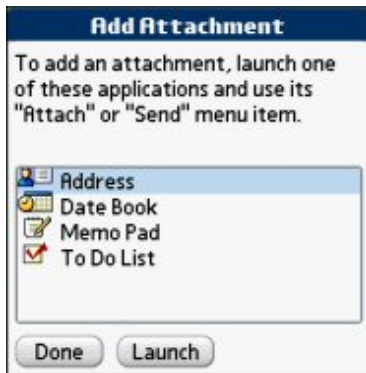 Add Attachment
To add an attachment, launch one
of these applications and use its
"Attach" or "Send" menu item.
Address
Date Book
Memo Pad
To Do List
Done Launch